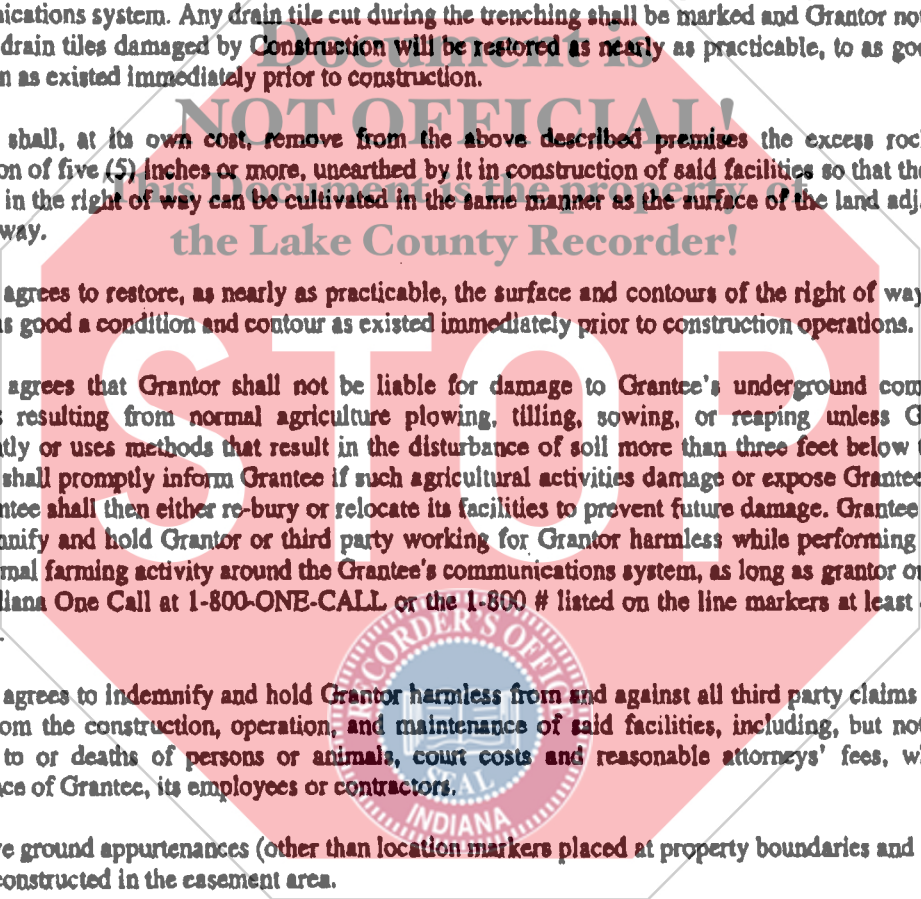 ications system. Any drain tile cut during the trenching shall be marked and Grantor no
drain tiles damaged by Construction will be restored as nearly as practicable, to as go
n as existed immediately prior to construction.
shall, at its own cost, remove from the above described premises the excess roc
on of five (5) inches or more, unearthed by it in construction of said facilities so that the
in the right of way can be cultivated in the same manner as the surface of the land adj
way.
agrees to restore, as nearly as practicable, the surface and contours of the right of way
s good a condition and contour as existed immediately prior to construction operations.
agrees that Grantor shall not be liable for damage to Grantee's underground com
resulting from normal agriculture plowing, tilling, sowing, or reaping unless G
tly or uses methods that result in the disturbance of soil more than three feet below
shall promptly inform Grantee if such agricultural activities damage or expose Grantee
ntee shall then either re-bury or relocate its facilities to prevent future damage. Grantee
nnify and hold Grantor or third party working for Grantor harmless while performing
mal farming activity around the Grantee's communications system, as long as grantor o
diana One Call at 1-800-ONE-CALL or the 1-800 # listed on the line markers at least
.
agrees to indemnify and hold Grantor harmless from and against all third party claims
om the construction, operation, and maintenance of said facilities, including, but no
to or deaths of persons or animals, court costs and reasonable attorneys' fees, w
ce of Grantee, its employees or contractors.
e ground appurtenances (other than location markers placed at property boundaries and
constructed in the easement area.
Document is
NOT OFFICIAL!
This Document is the property of
the Lake County Recorder!
STOP
RECORDER'S OFFICE
SEAL
INDIANA